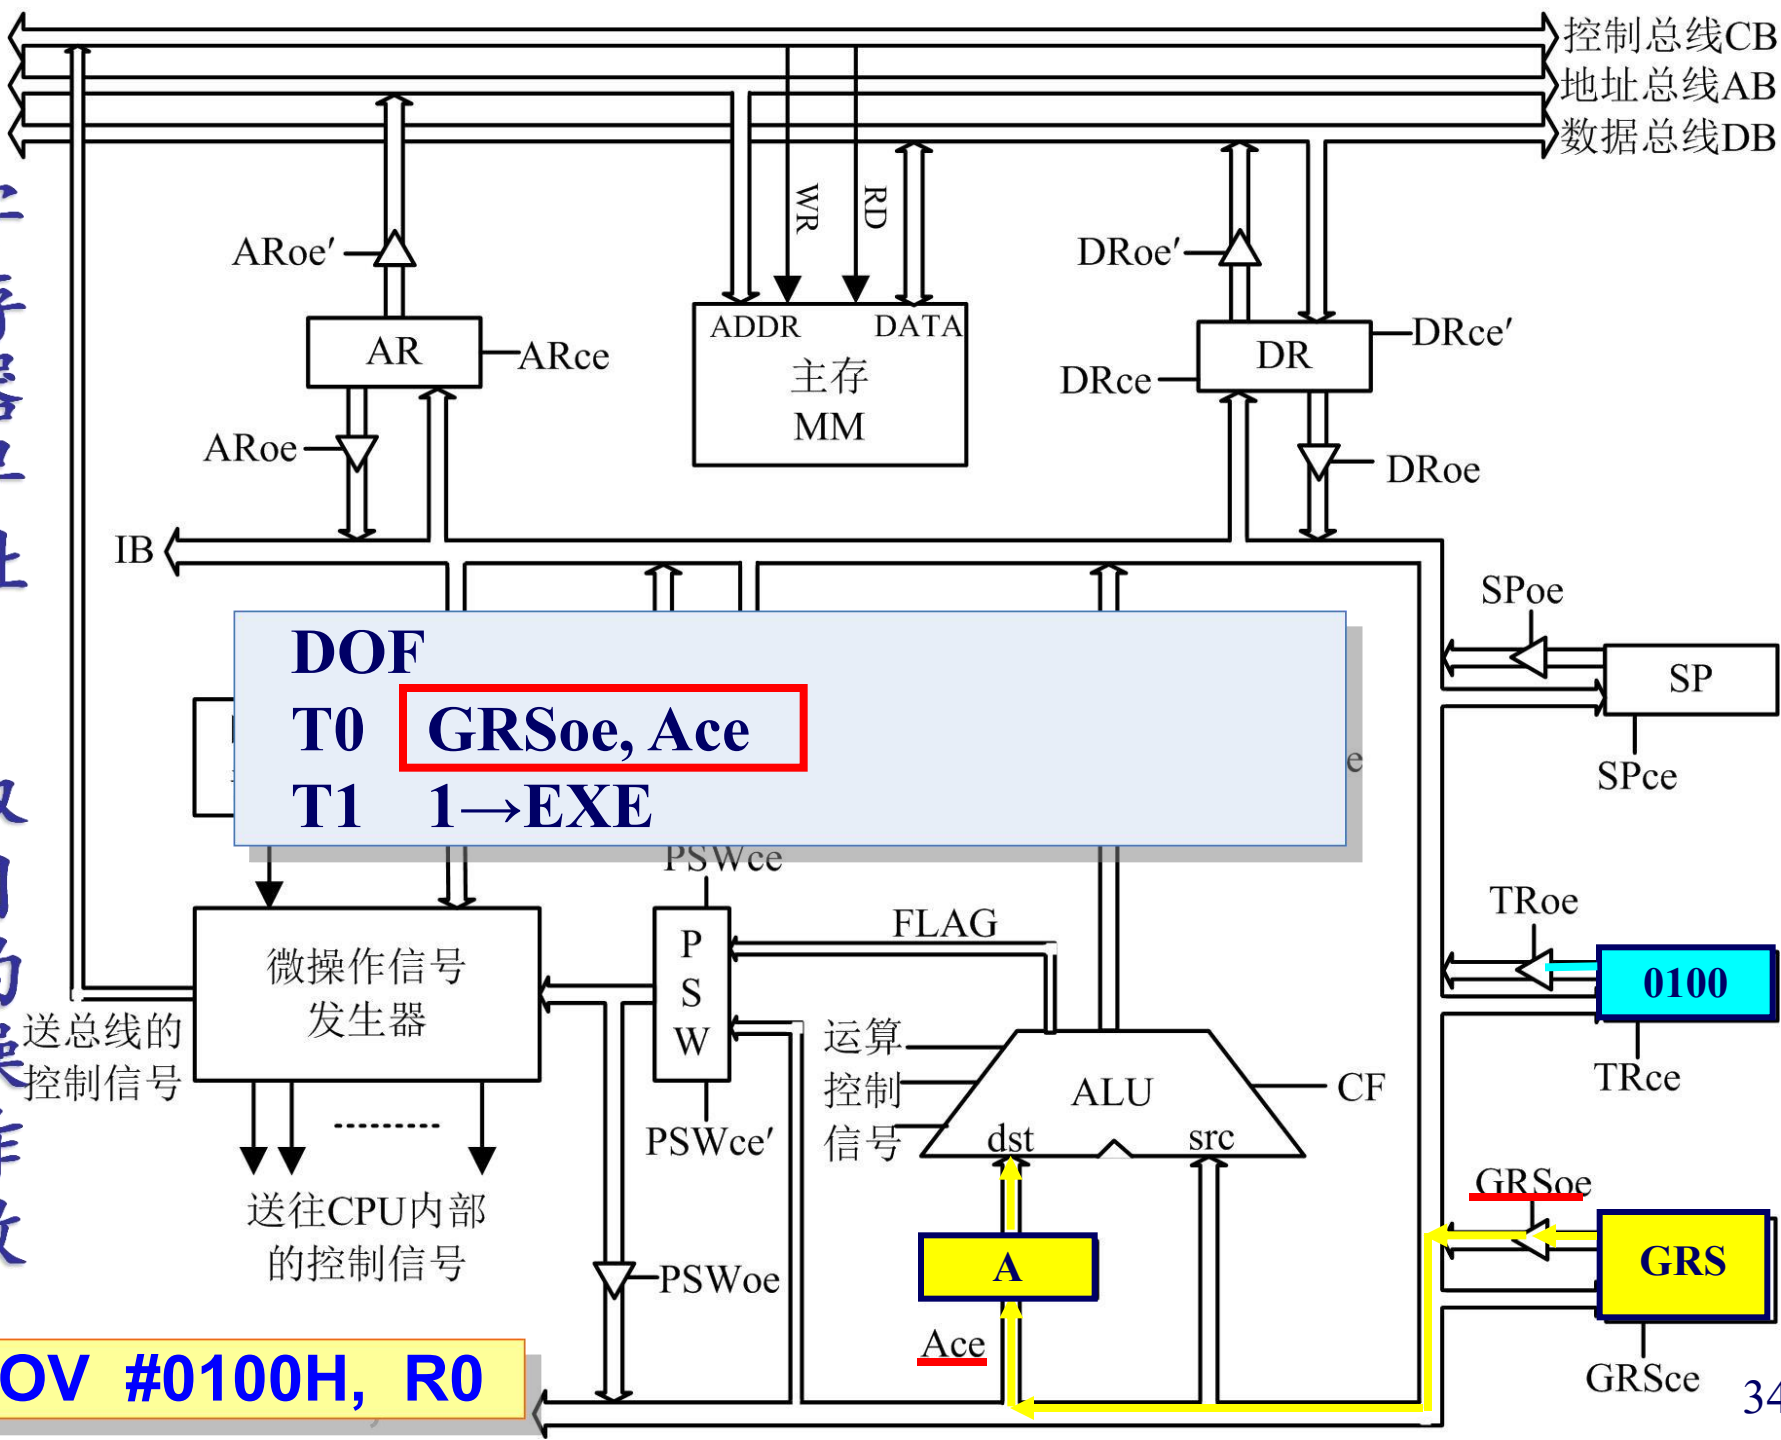 控制总线CB
地址总线AB
数据总线DB
WR
RD
ARoe′
DRoe′
ADDR
DATA
主存
MM
AR
ARce
DR
DRce′
DRce
ARoe
DRoe
IB
SPoe
SP
SPce
DOF
T0 GRSoe, Ace
T1 1→EXE
e
PSWce
TRoe
0100
TRce
FLAG
P
S
W
微操作信号
发生器
送总线的
控制信号
运算
控制
信号
ALU
CF
dst
src
PSWce′
送往CPU内部
的控制信号
GRSoe
GRS
GRSce
A
Ace
PSWoe
OV #0100H, R0
34